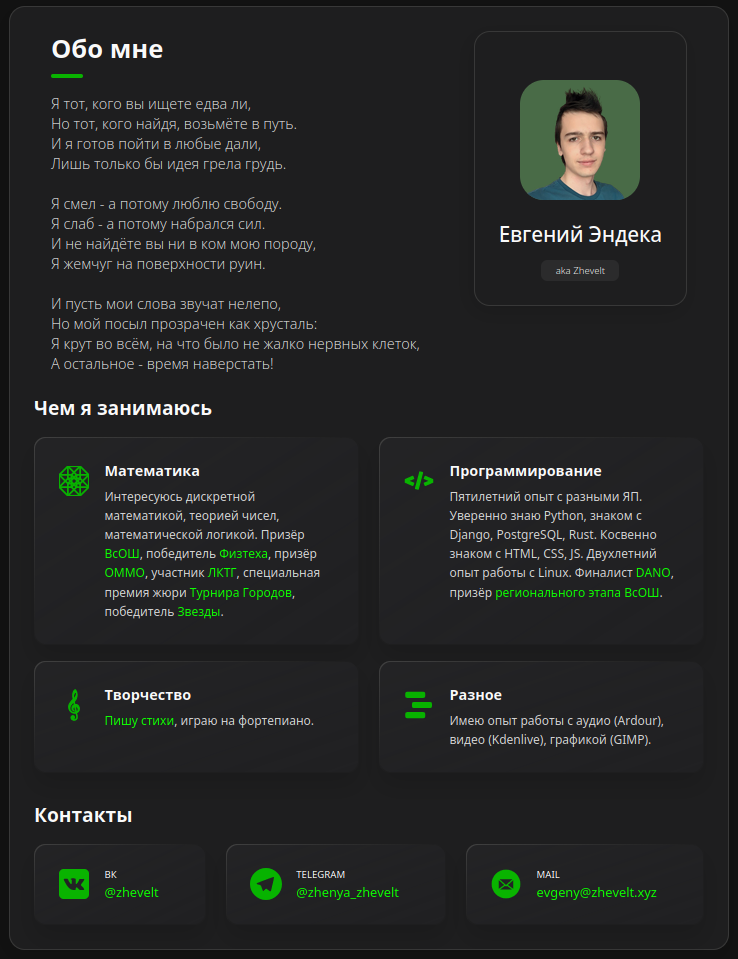 Обо мне
Я тот, кого вы ищете едва ли,
Но тот, кого найдя, возьмёте в путь.
И я готов пойти в любые дали,
Лишь только бы идея грела грудь.
Я смел - а потому люблю свободу.
Я слаб - а потому набрался сил.
И не найдёте вы ни в ком мою породу,
Я жемчуг на поверхности руин.
И пусть мои слова звучат нелепо,
Но мой посыл прозрачен как хрусталь:
Я крут во всём, на что было не жалко нервных клеток,
А остальное - время наверстать!
Евгений Эндека
aka Zhevelt
Чем я занимаюсь
Математика
Интересуюсь дискретной
математикой, теорией чисел,
математической логикой. Призёр
ВсОШ, победитель Физтеха, призёр
ОММО, участник ЛКТГ, специальная
премия жюри Турнира Городов,
победитель Звезды.
Программирование
Пятилетний опыт с разными ЯП.
Уверенно знаю Python, знаком с
Django, PostgreSQL, Rust. Косвенно
знаком с HTML, CSS, JS. Двухлетний
опыт работы с Linux. Финалист DANO,
призёр регионального этапа ВсОШ.
Творчество
Пишу стихи, играю на фортепиано.
Разное
Имею опыт работы с аудио (Ardour),
видео (Kdenlive), графикой (GIMP).
Контакты
ВК
@zhevelt
TELEGRAM
@zhenya_zhevelt
MAIL
evgeny@zhevelt.xyz